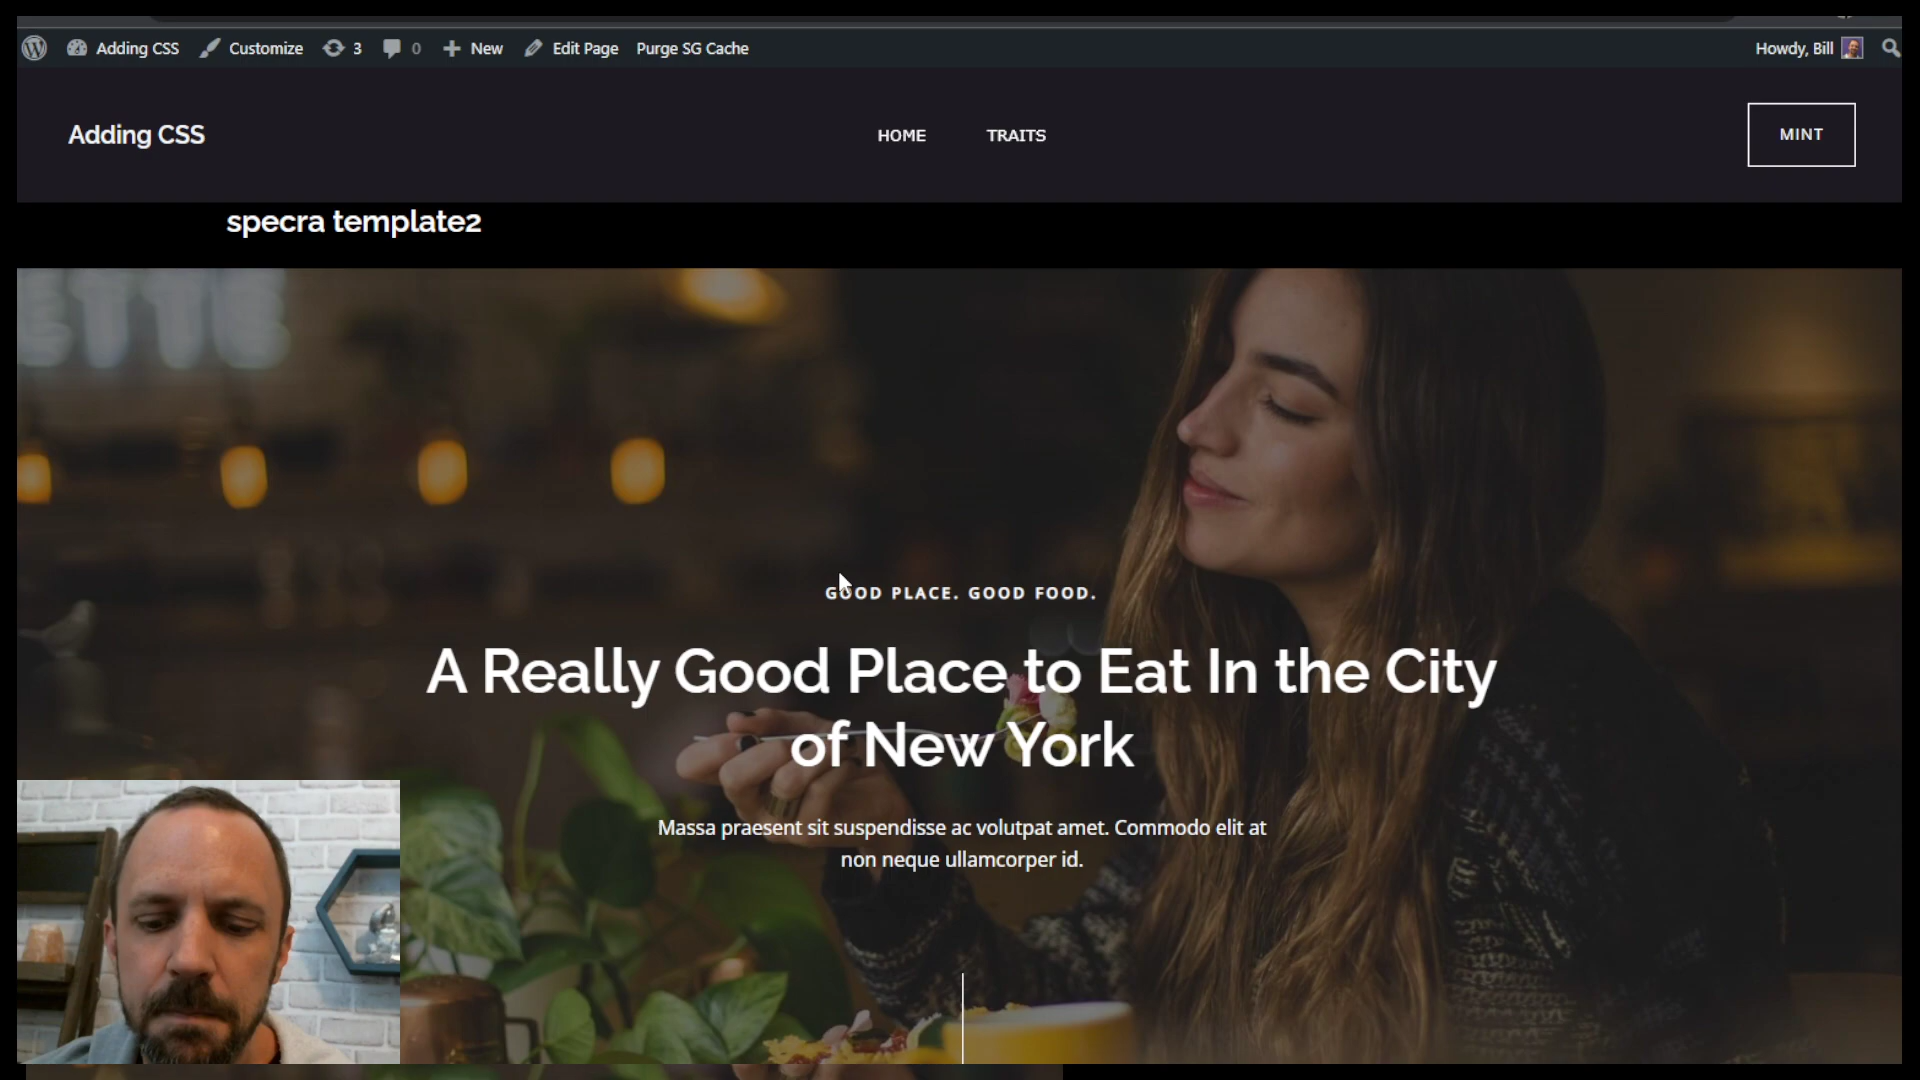 Adding CSS Customize 3 0 New Edit Page Purge SG Cache Howdy, Bill
Adding CSS HOME TRAITS MINT
specra template2
GOOD PLACE. GOOD FOOD.
A Really Good Place to Eat In the City
of New York
Massa praesent sit suspendisse ac volutpat amet. Commodo elit at
non neque ullamcorper id.